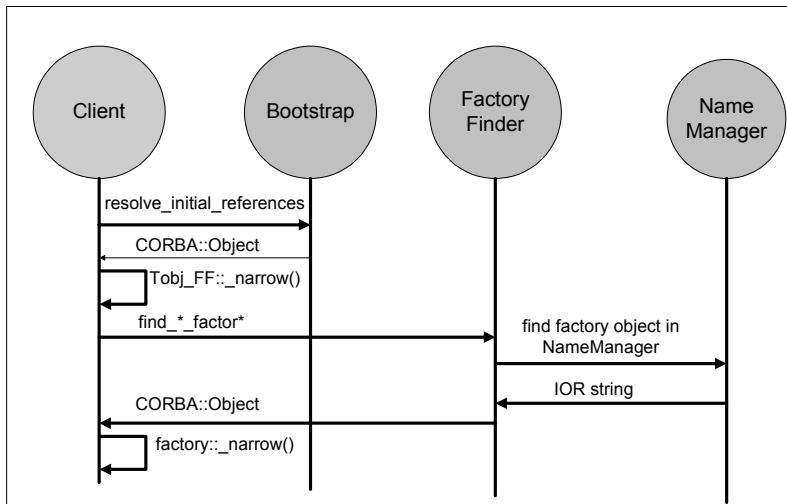 Client
Bootstrap
Factory
Finder
Name
Manager
resolve_initial_references
CORBA::Object
Tobj_FF::_narrow()
find_*_factor*
find factory object in
NameManager
IOR string
CORBA::Object
factory::_narrow()